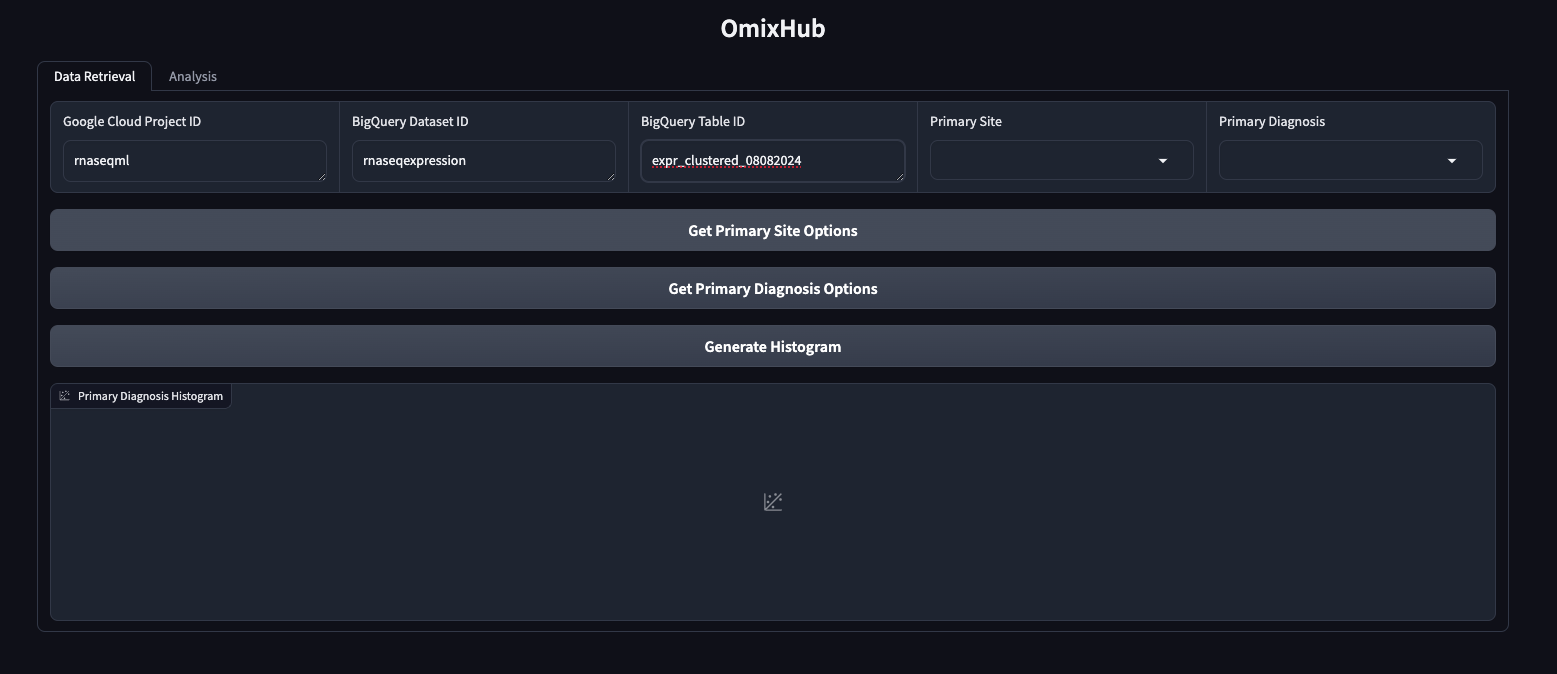 OmixHub
Data Retrieval
Analysis
Google Cloud Project ID
BigQuery Dataset ID
BigQuery Table ID
Primary Site
Primary Diagnosis
rnaseqml
rnaseqexpression
expr_clustered_08082024
Get Primary Site Options
Get Primary Diagnosis Options
Generate Histogram
Primary Diagnosis Histogram